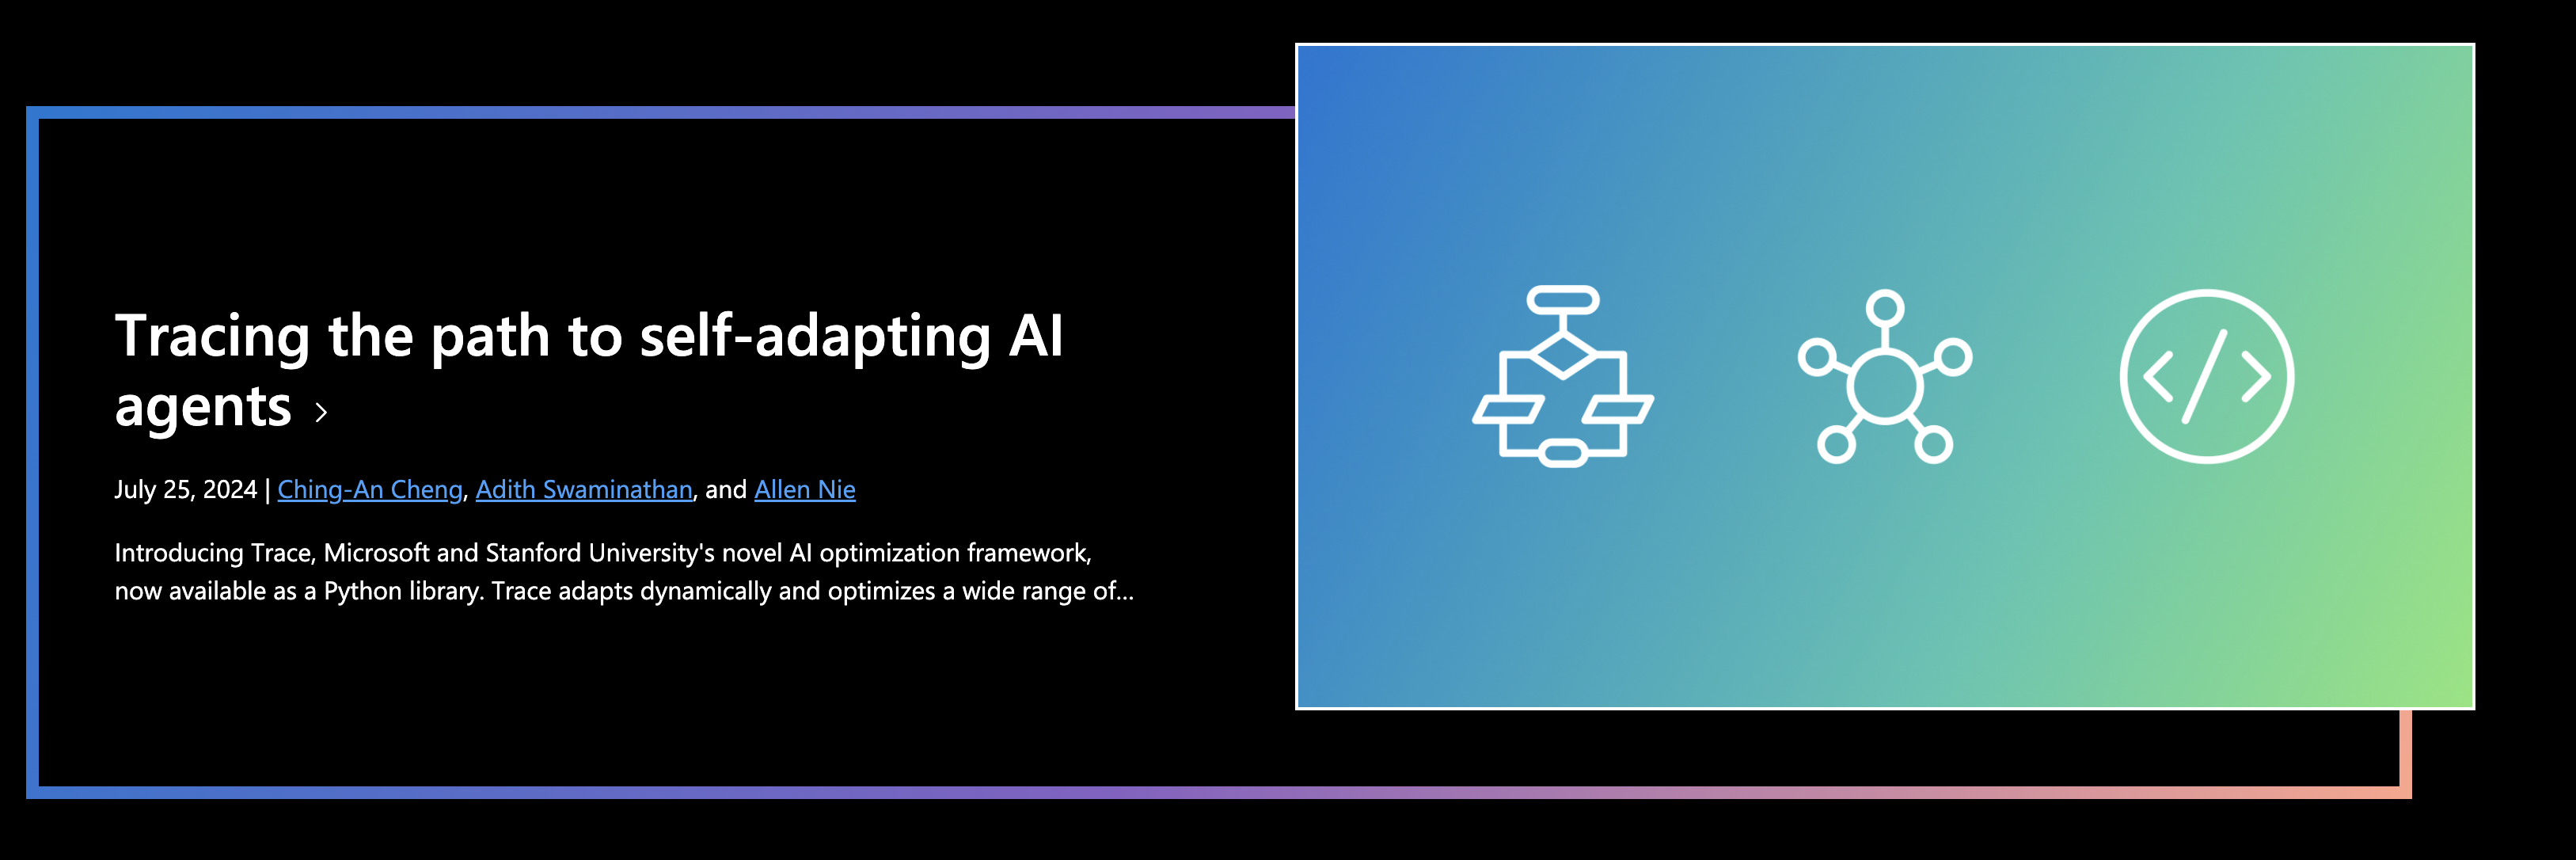 Tracing the path to self-adapting AI
agents >
July 25, 2024 | Ching-An Cheng, Adith Swaminathan, and Allen Nie
Introducing Trace, Microsoft and Stanford University's novel AI optimization framework,
now available as a Python library. Trace adapts dynamically and optimizes a wide range of...